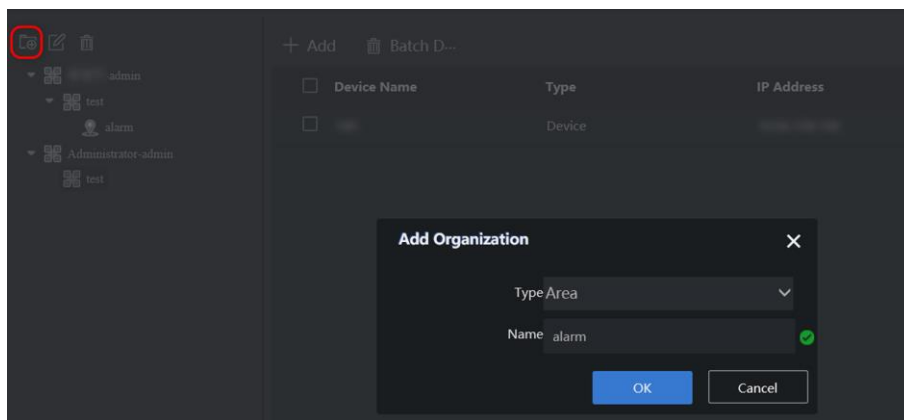 + Add Batch D...
Device Name Type IP Address
Device
admin
test
alarm
Administrator-admin
test
Add Organization
Type Area
Name alarm
OK Cancel